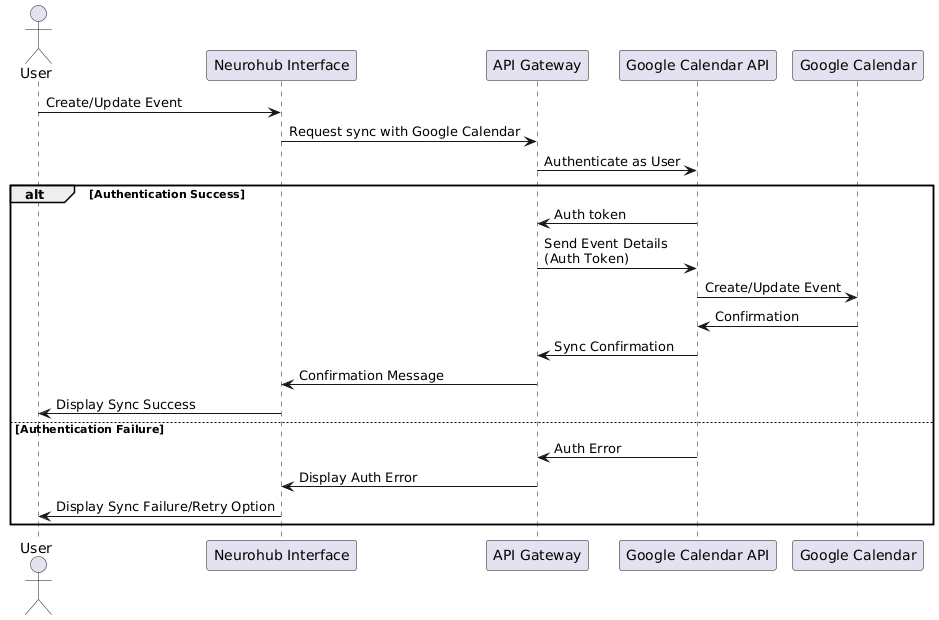 User
Neurohub Interface
API Gateway
Google Calendar API
Google Calendar
Create/Update Event
Request sync with Google Calendar
Authenticate as User
alt
[Authentication Success]
Auth token
Send Event Details
(Auth Token)
Create/Update Event
Confirmation
Sync Confirmation
Confirmation Message
Display Sync Success
[Authentication Failure]
Auth Error
Display Auth Error
Display Sync Failure/Retry Option
User
Neurohub Interface
API Gateway
Google Calendar API
Google Calendar